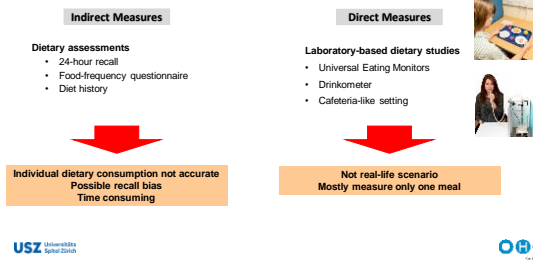 Indirect Measures
Dietary assessments
• 24-hour recall
• Food-frequency questionnaire
• Diet history
Individual dietary consumption not accurate
Possible recall bias
Time consuming
Direct Measures
Laboratory-based dietary studies
• Universal Eating Monitors
• Drinkometer
• Cafeteria-like setting
Not real-life scenario
Mostly measure only one meal
USZ Universitäts
Spital Zürich